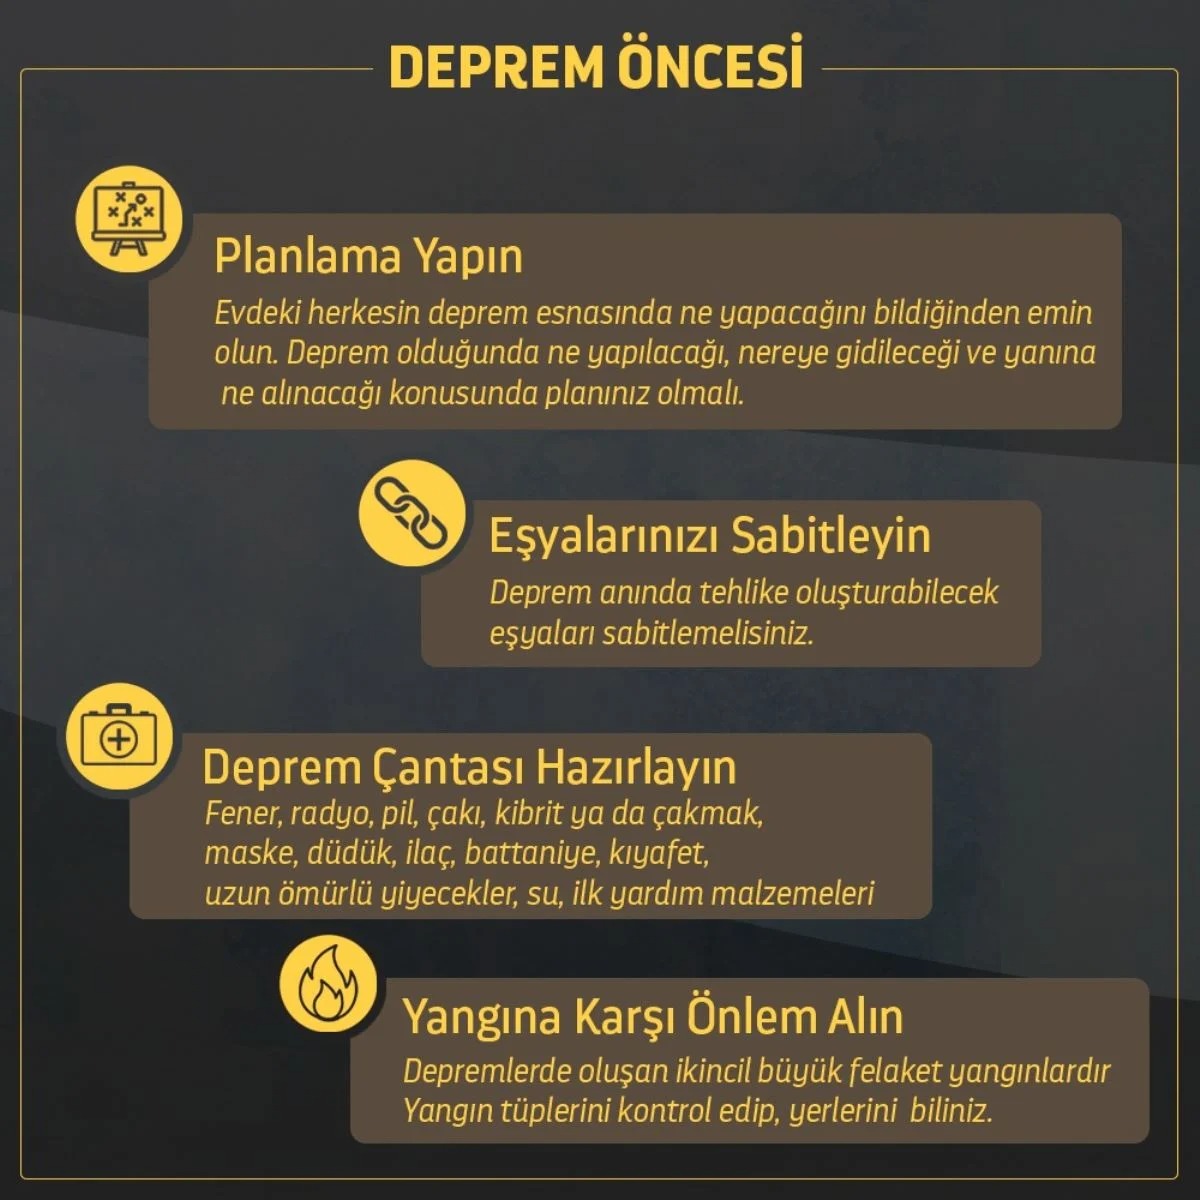 DEPREM ÖNCESİ
Planlama Yapın
Evdeki herkesin deprem esnasında ne yapacağını bildiğinden emin
olun. Deprem olduğunda ne yapılacağı, nereye gidileceği ve yanına
ne alınacağı konusunda planınız olmalı.
Eşyalarınızı Sabitleyin
Deprem anında tehlike oluşturabilecek
eşyaları sabitlemelisiniz.
Deprem Çantası Hazırlayın
Fener, radyo, pil, çakı, kibrit ya da çakmak,
maske, düdük, ilaç, battaniye, kıyafet,
uzun ömürlü yiyecekler, su, ilk yardım malzemeleri
Yangına Karşı Önlem Alın
Depremlerde oluşan ikincil büyük felaket yangınlardır
Yangın tüplerini kontrol edip, yerlerini biliniz.